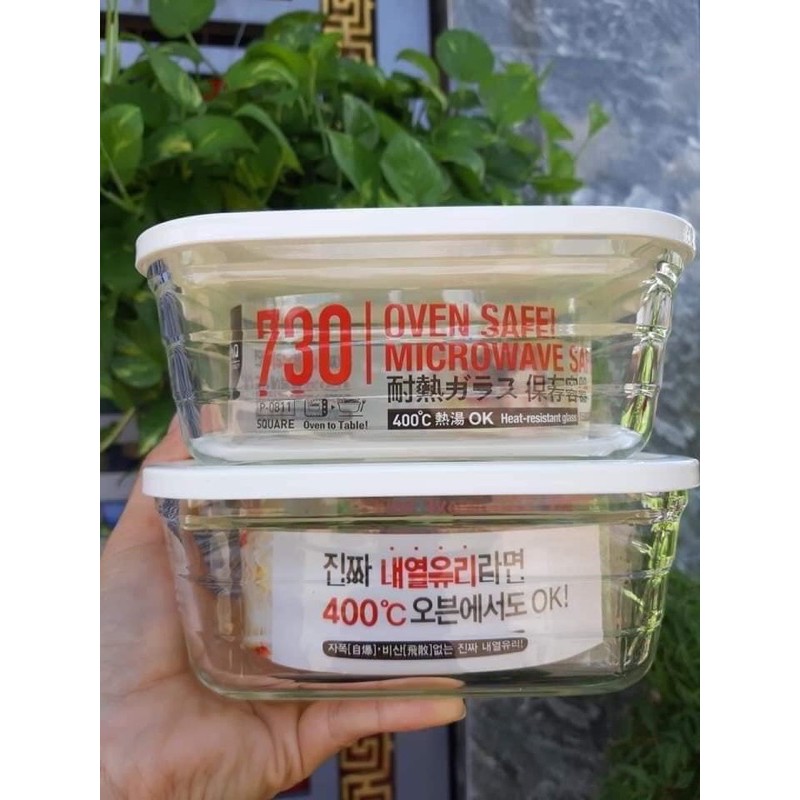 730
OVEN SAFE!
MICROWAVE SA
耐熱ガラス 保存容器
P-0811
SQUARE Oven to Table!
400℃ 熱湯 OK Heat-resistant glass
진짜 내열유리라면
400℃ 오븐에서도 OK!
자폭[自爆]·비산[飛散]없는 진짜 내열유리!